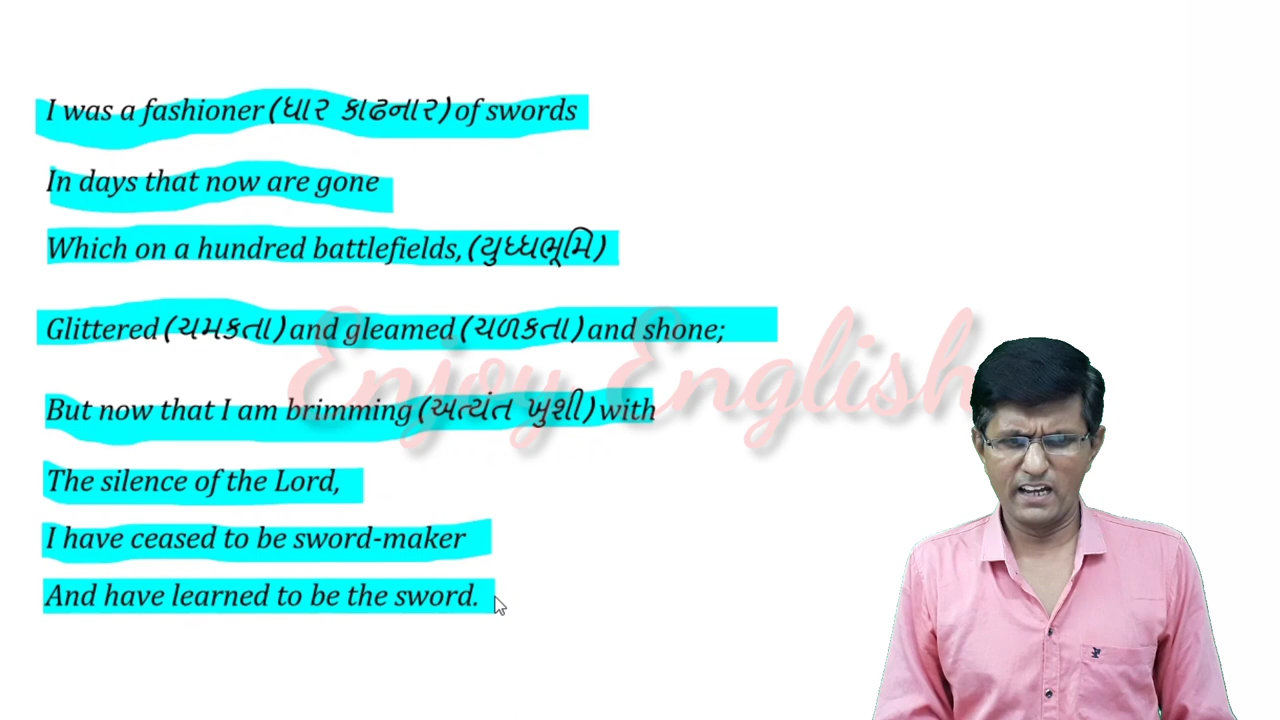 I was a fashioner (ધાર કાઢનાર) of swords
In days that now are gone
Which on a hundred battlefields, (યુધ્ધભૂમિ)
Glittered (ચમકતા) and gleamed (ચળકતા) and shone;
But now that I am brimming (અત્યંત ખુશી) with
The silence of the Lord,
I have ceased to be sword-maker
And have learned to be the sword.
Enjoy English